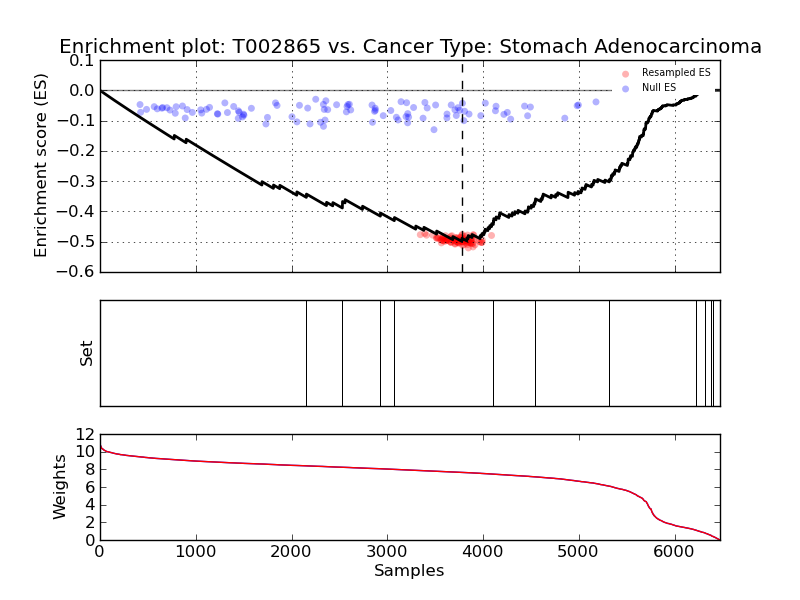 Enrichment plot: T002865 vs. Cancer Type: Stomach Adenocarcinoma
Enrichment score (ES)
0.1
0.0
−0.1
−0.2
−0.3
−0.4
−0.5
−0.6
Resampled ES
Null ES
Set
Weights
12
10
8
6
4
2
0
0 1000 2000 3000 4000 5000 6000
Samples